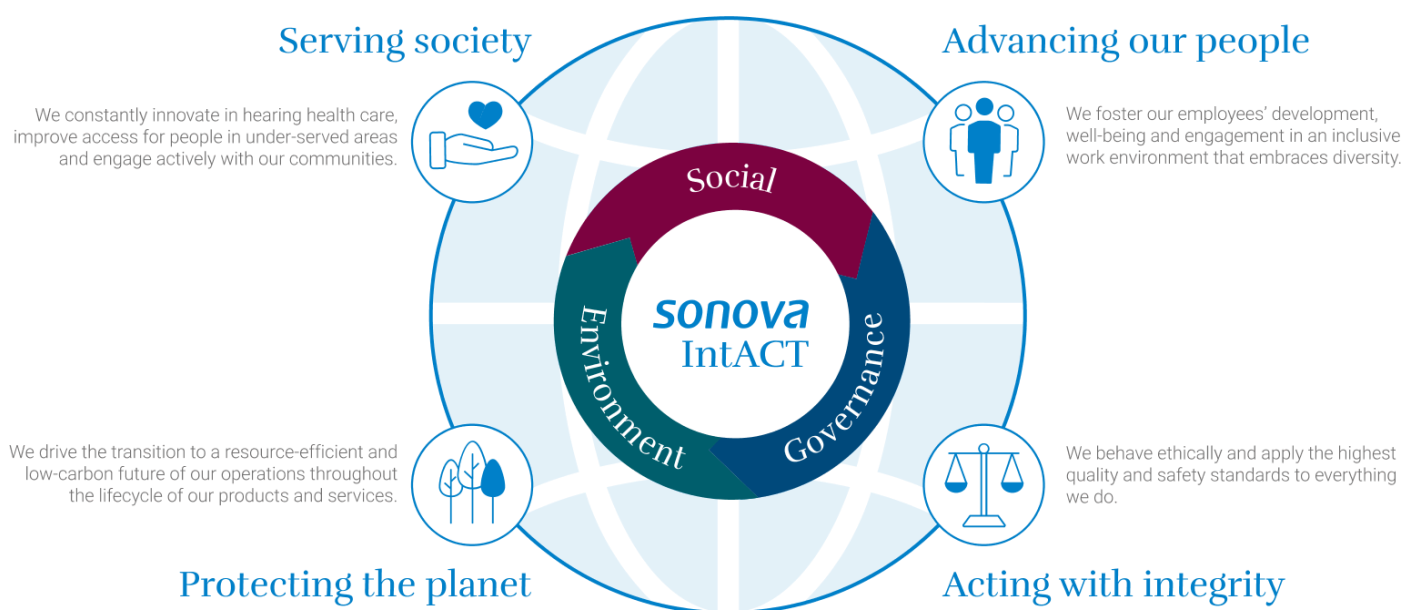 Serving society
We constantly innovate in hearing health care,
improve access for people in under-served areas
and engage actively with our communities.
Advancing our people
We foster our employees’ development,
well-being and engagement in an inclusive
work environment that embraces diversity.
Social
Environment
Governance
sonova
IntACT
We drive the transition to a resource-efficient and
low-carbon future of our operations throughout
the lifecycle of our products and services.
Protecting the planet
We behave ethically and apply the highest
quality and safety standards to everything
we do.
Acting with integrity